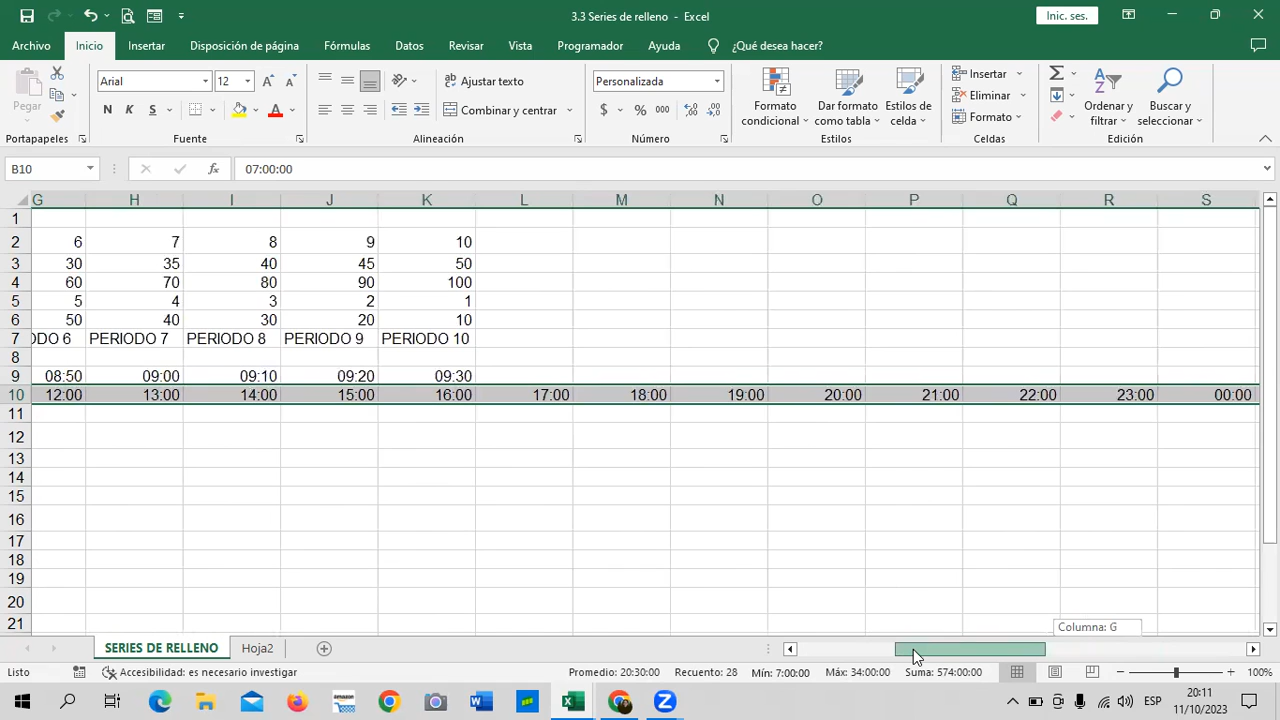 3.3 Series de relleno - Excel
Inic. ses.
Archivo Inicio Insertar Disposición de página Fórmulas Datos Revisar Vista Programador Ayuda ¿Qué desea hacer?
Pegar
Arial 12
N K S
Ajustar texto
Combinar y centrar
Personalizada
$ % 000
Formato condicional
Dar formato como tabla
Estilos de celda
Insertar
Eliminar
Formato
Ordenar y filtrar
Buscar y seleccionar
Portapapeles Fuente Alineación Número Estilos Celdas Edición
B10 fx 07:00:00
G H I J K L M N O P Q R S
1
2 6 7 8 9 10
3 30 35 40 45 50
4 60 70 80 90 100
5 5 4 3 2 1
6 50 40 30 20 10
7 ODO 6 PERIODO 7 PERIODO 8 PERIODO 9 PERIODO 10
8
9 08:50 09:00 09:10 09:20 09:30
10 12:00 13:00 14:00 15:00 16:00 17:00 18:00 19:00 20:00 21:00 22:00 23:00 00:00
11
12
13
14
15
16
17
18
19
20
21
Columna: G
SERIES DE RELLENO Hoja2
Listo Accesibilidad: es necesario investigar Promedio: 20:30:00 Recuento: 28 Mín: 7:00:00 Máx: 34:00:00 Suma: 574:00:00 100%
ESP 20:11
11/10/2023